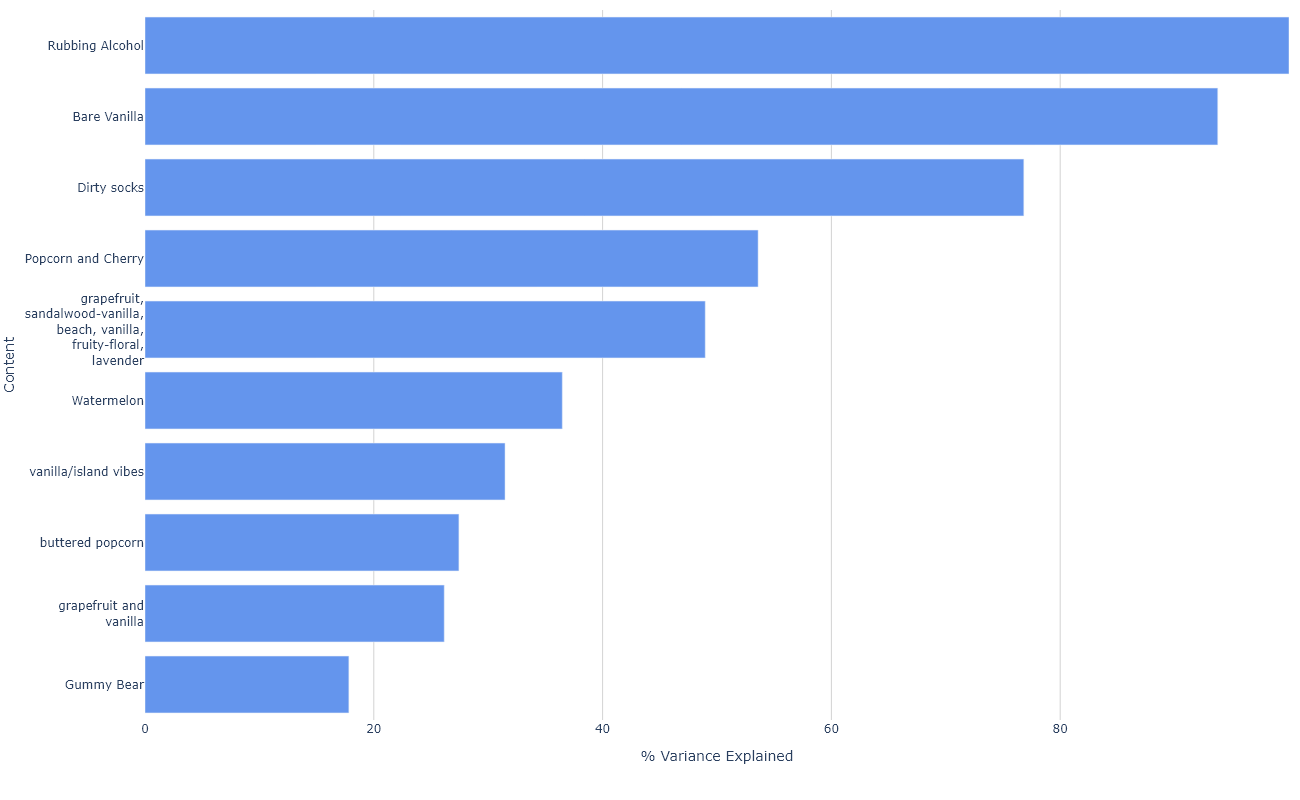 Rubbing Alcohol
Bare Vanilla
Dirty socks
Popcorn and Cherry
grapefruit,
sandalwood-vanilla,
beach, vanilla,
fruity-floral,
lavender
Content
Watermelon
vanilla/island vibes
buttered popcorn
grapefruit and
vanilla
Gummy Bear
0 20 40 60 80
% Variance Explained